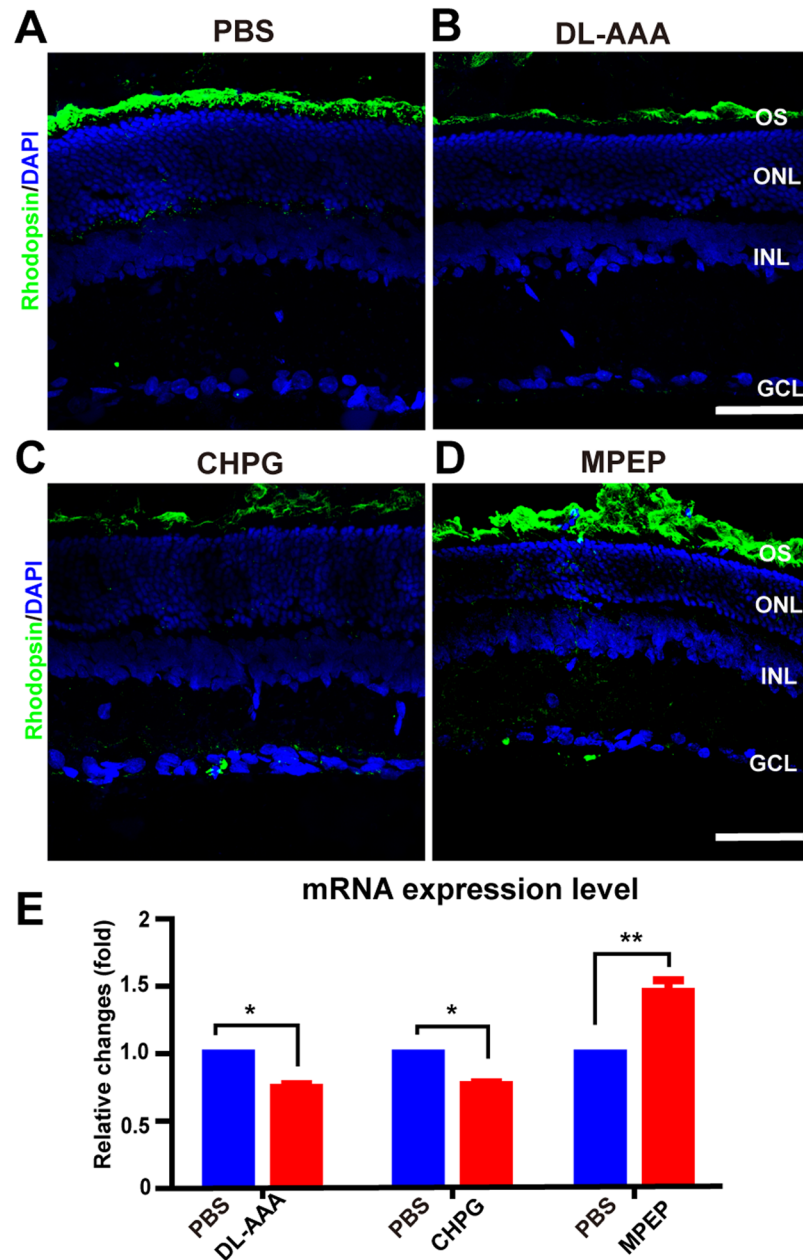 A
PBS
B
DL-AAA
Rhodopsin/DAPI
OS
ONL
INL
GCL
C
CHPG
D
MPEP
Rhodopsin/DAPI
OS
ONL
INL
GCL
E
mRNA expression level
Relative changes (fold)
2
1.5
1.0
0.5
0
*
*
**
PBS
DL-AAA
PBS
CHPG
PBS
MPEP